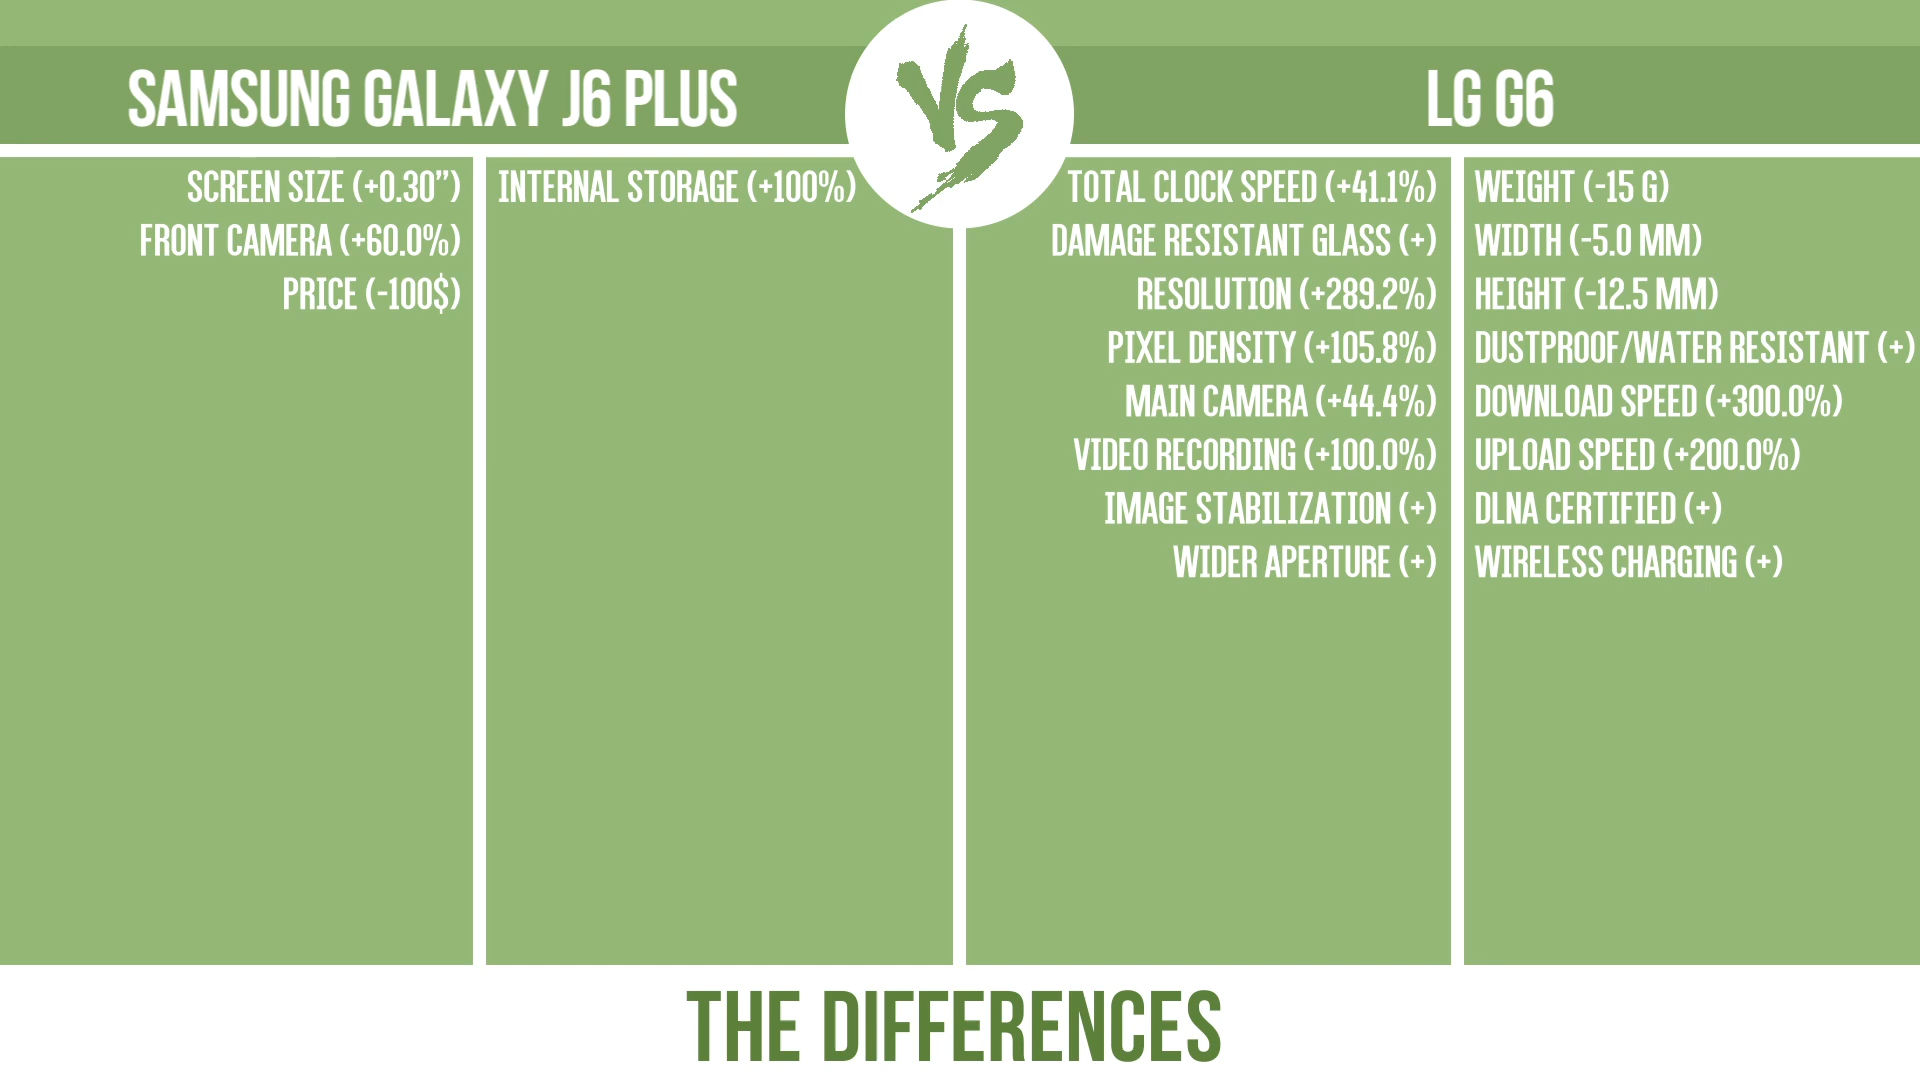 SAMSUNG GALAXY J6 PLUS
VS
LG G6
SCREEN SIZE (+0.30”)
FRONT CAMERA (+60.0%)
PRICE (-100$)
INTERNAL STORAGE (+100%)
TOTAL CLOCK SPEED (+41.1%)
DAMAGE RESISTANT GLASS (+)
RESOLUTION (+289.2%)
PIXEL DENSITY (+105.8%)
MAIN CAMERA (+44.4%)
VIDEO RECORDING (+100.0%)
IMAGE STABILIZATION (+)
WIDER APERTURE (+)
WEIGHT (-15 G)
WIDTH (-5.0 MM)
HEIGHT (-12.5 MM)
DUSTPROOF/WATER RESISTANT (+)
DOWNLOAD SPEED (+300.0%)
UPLOAD SPEED (+200.0%)
DLNA CERTIFIED (+)
WIRELESS CHARGING (+)
THE DIFFERENCES